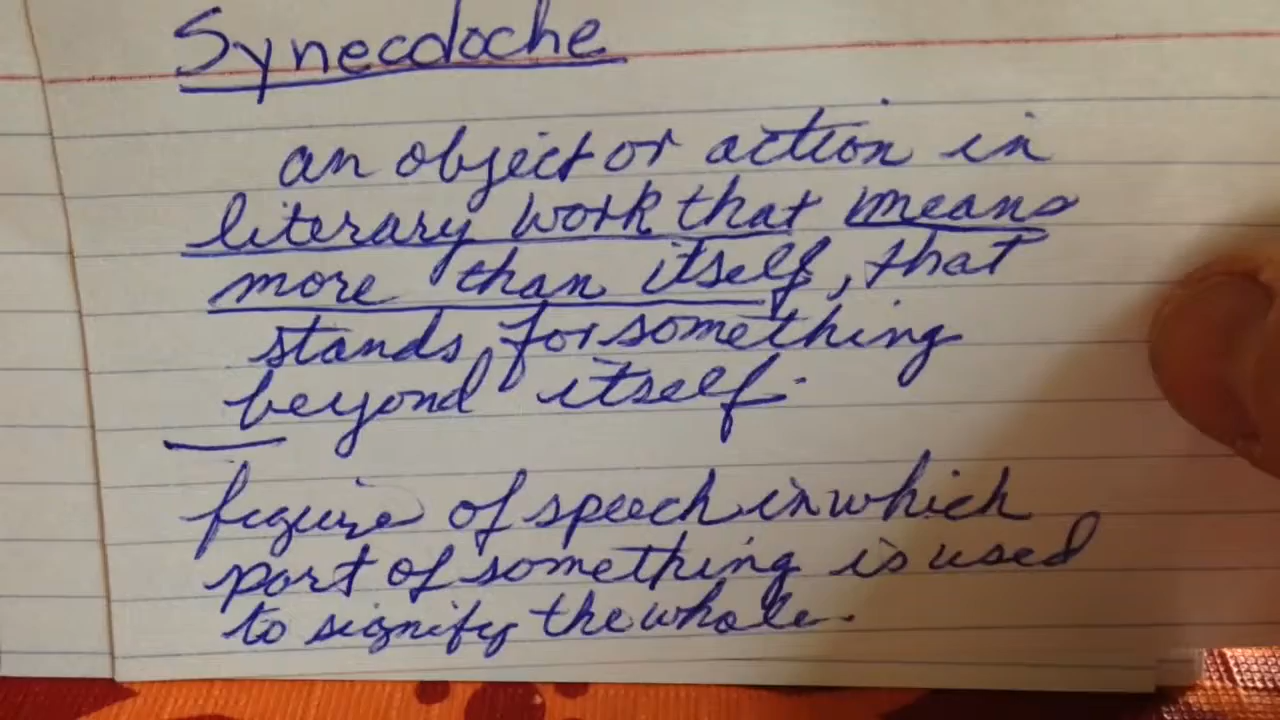 Synecdoche
an object or action in
literary work that means
more than itself, that
stands for something
beyond itself.
figure of speech in which
part of something is used
to signify the whole.